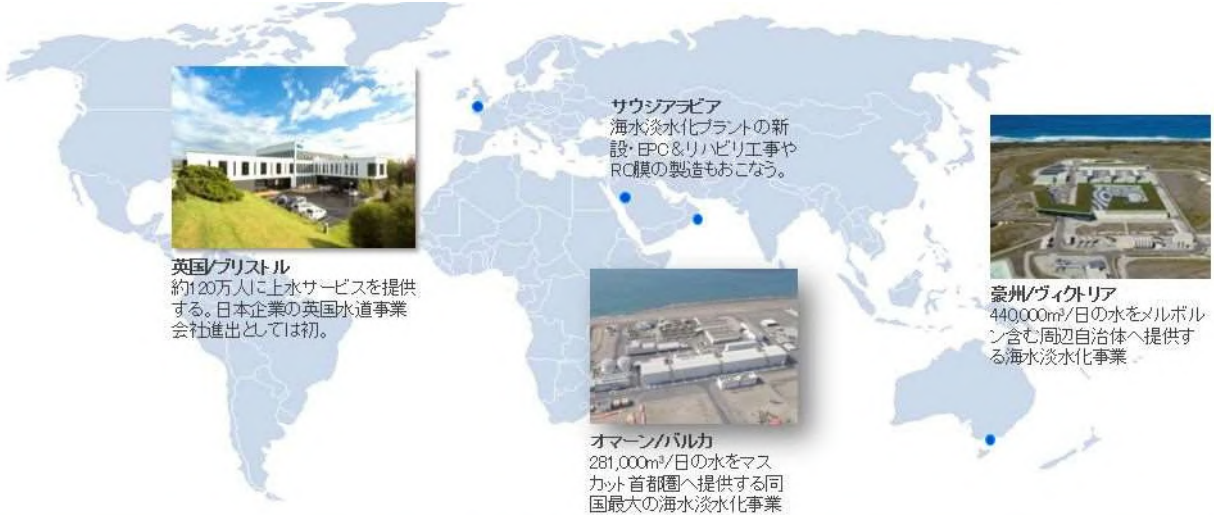 サウジアラビア
海水淡水化プラントの新
設・EPC&リハビリ工事や
RO膜の製造もおこなう。
英国/ブリストル
約120万人に上水サービスを提供
する。日本企業の英国水道事業
会社進出としては初。
豪州/ヴィクトリア
440,000m³/日の水をメルボル
ン含む周辺自治体へ提供す
る海水淡水化事業
オマーン/バルカ
281,000m³/日の水をマス
カット首都圏へ提供する同
国最大の海水淡水化事業